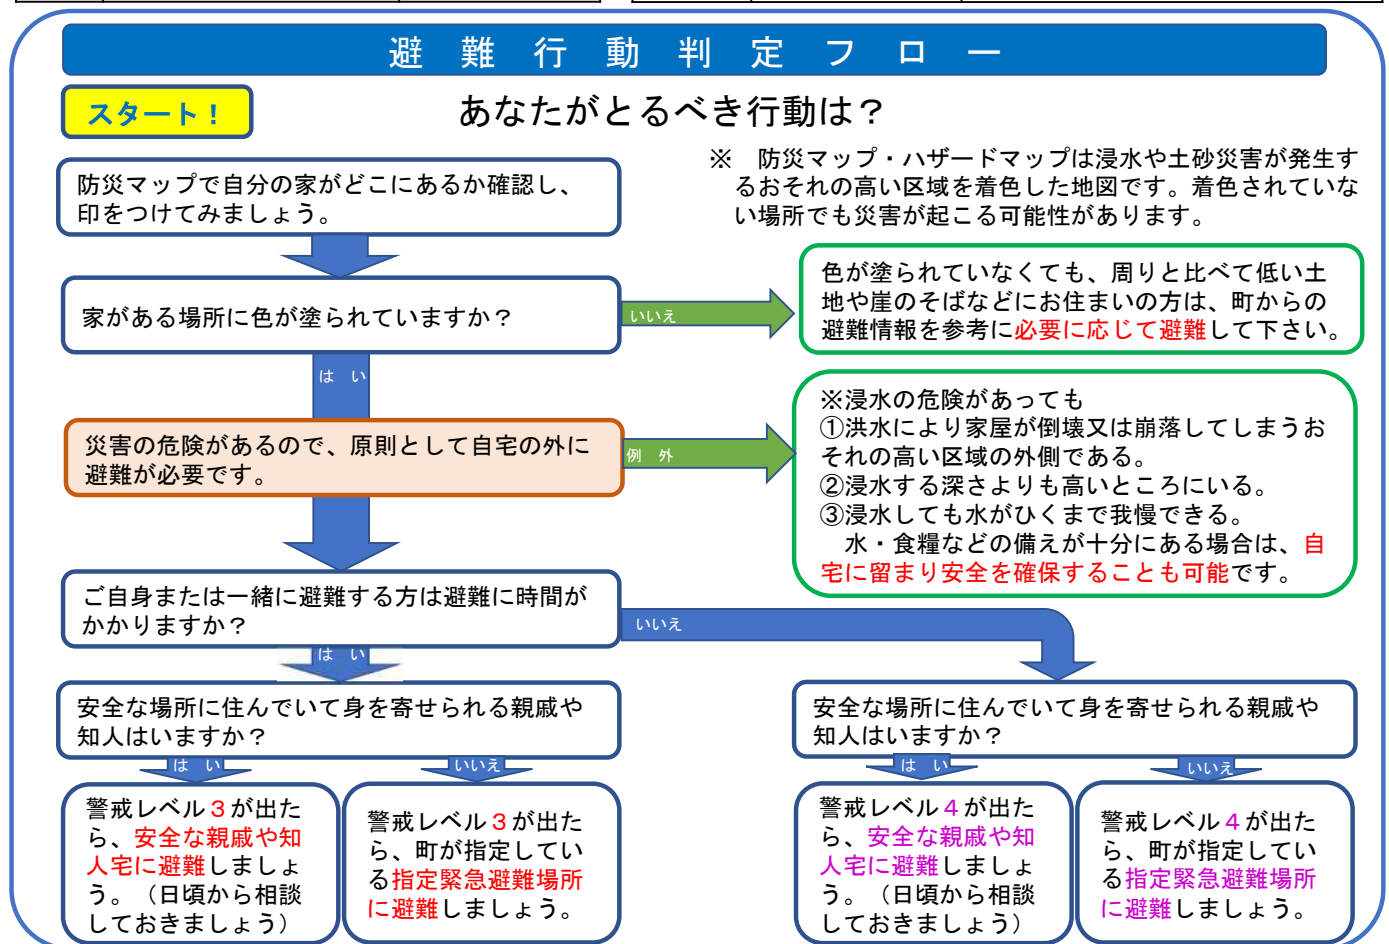 避難行動判定フロー
スタート！
あなたがとるべき行動は？
※　防災マップ・ハザードマップは浸水や土砂災害が発生す
るおそれの高い区域を着色した地図です。着色されていな
い場所でも災害が起こる可能性があります。
防災マップで自分の家がどこにあるか確認し、
印をつけてみましょう。
家がある場所に色が塗られていますか？
いいえ
色が塗られていなくても、周りと比べて低い土
地や崖のそばなどにお住まいの方は、町からの
避難情報を参考に必要に応じて避難して下さい。
はい
災害の危険があるので、原則として自宅の外に
避難が必要です。
例外
※浸水の危険があっても
①洪水により家屋が倒壊又は崩落してしまうお
それの高い区域の外側である。
②浸水する深さよりも高いところにいる。
③浸水しても水がひくまで我慢できる。
　水・食糧などの備えが十分にある場合は、自
宅に留まり安全を確保することも可能です。
ご自身または一緒に避難する方は避難に時間が
かかりますか？
いいえ
はい
安全な場所に住んでいて身を寄せられる親戚や
知人はいますか？
はい
いいえ
警戒レベル３が出た
ら、安全な親戚や知
人宅に避難しましょ
う。（日頃から相談
しておきましょう）
警戒レベル３が出た
ら、町が指定してい
る指定緊急避難場所
に避難しましょう。
安全な場所に住んでいて身を寄せられる親戚や
知人はいますか？
はい
いいえ
警戒レベル４が出た
ら、安全な親戚や知
人宅に避難しましょ
う。（日頃から相談
しておきましょう）
警戒レベル４が出た
ら、町が指定してい
る指定緊急避難場所
に避難しましょう。